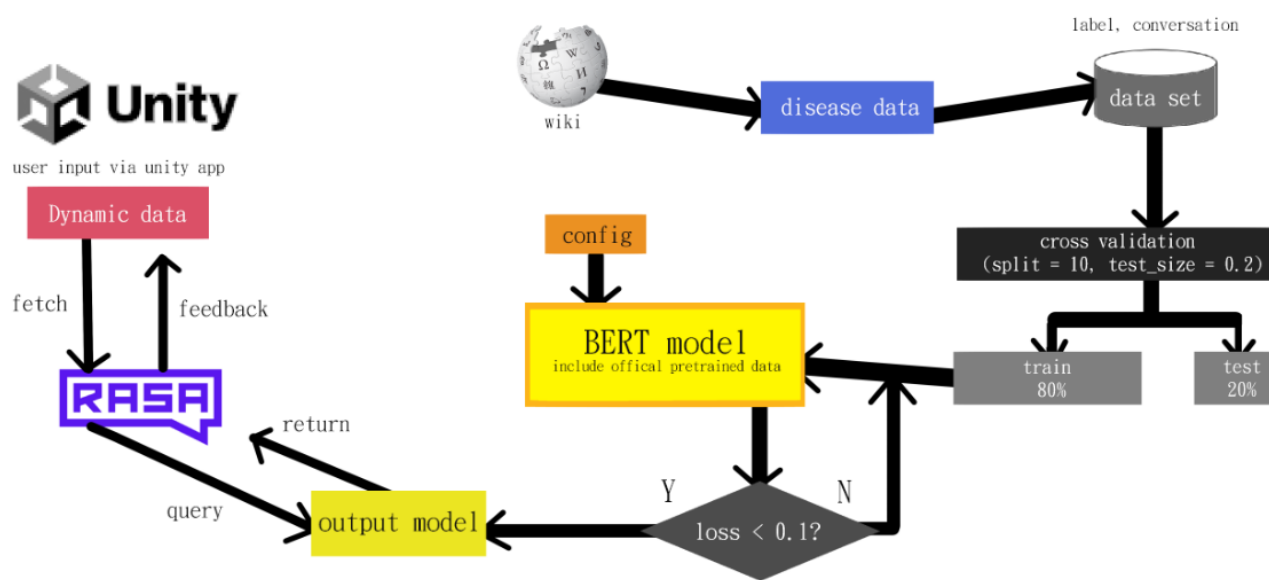 label, conversation
wiki
disease data
data set
Unity
user input via unity app
Dynamic data
fetch
feedback
RASA
config
cross validation
(split = 10, test_size = 0.2)
BERT model
include offical pretrained data
train
80%
test
20%
return
query
output model
Y
N
loss < 0.1?